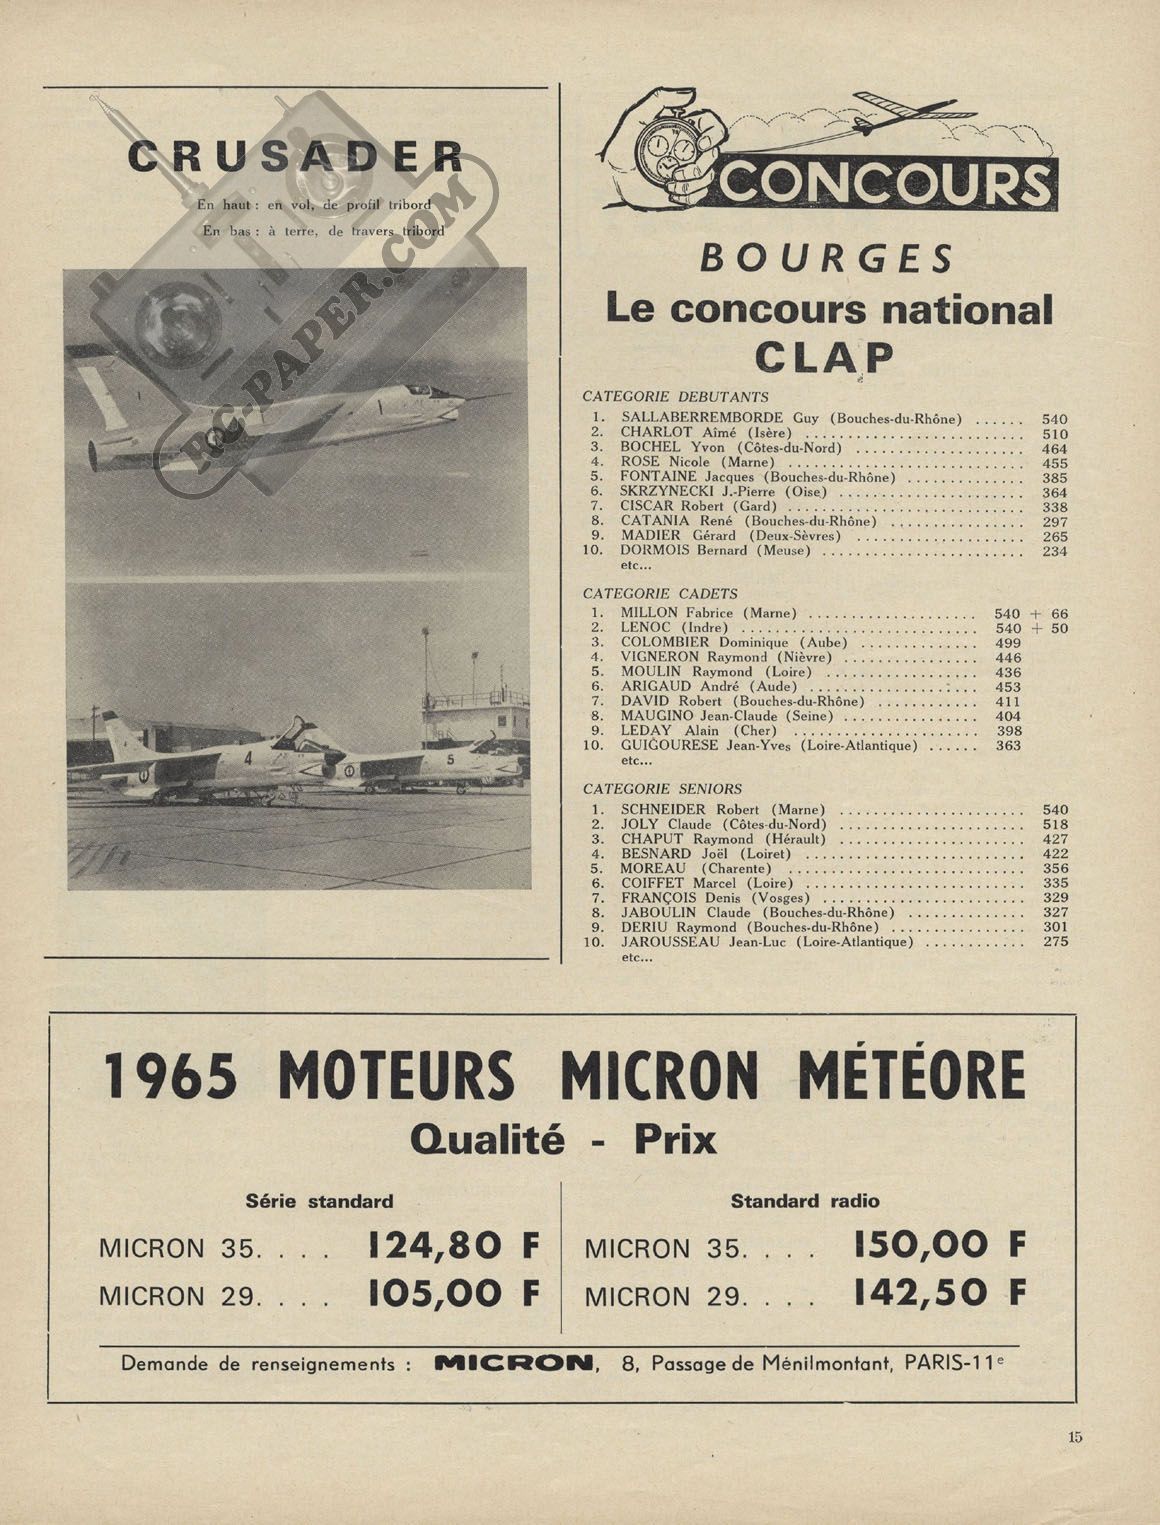 CRUSADER
En haut : en vol, de profil tribord
En bas : à terre, de travers tribord
RC-PAPER.COM
4
5
CONCOURS
BOURGES
Le concours national
CLAP
CATEGORIE DEBUTANTS
1. SALLABERREMBORDE Guy (Bouches-du-Rhône) ...... 540
2. CHARLOT Aîmé (Isère) .......................... 510
3. BOCHEL Yvon (Côtes-du-Nord) .................... 464
4. ROSE Nicole (Marne) ............................ 455
5. FONTAINE Jacques (Bouches-du-Rhône) .............. 385
6. SKRZYNECKI J.-Pierre (Oise) ...................... 364
7. CISCAR Robert (Gard) ............................ 338
8. CATANIA René (Bouches-du-Rhône) ................ 297
9. MADIER Gérard (Deux-Sèvres) .................... 265
10. DORMOIS Bernard (Meuse) ........................ 234
etc...
CATEGORIE CADETS
1. MILLON Fabrice (Marne) .................... 540 + 66
2. LENOC (Indre) ............................ 540 + 50
3. COLOMBIER Dominique (Aube) .............. 499
4. VIGNERON Raymond (Nièvre) ................ 446
5. MOULIN Raymond (Loire) .................. 436
6. ARIGAUD André (Aude) .................... 453
7. DAVID Robert (Bouches-du-Rhône) ............ 411
8. MAUGINO Jean-Claude (Seine) ................ 404
9. LEDAY Alain (Cher) ...................... 398
10. GUIGOURESE Jean-Yves (Loire-Atlantique) ...... 363
etc...
CATEGORIE SENIORS
1. SCHNEIDER Robert (Marne) ...................... 540
2. JOLY Claude (Côtes-du-Nord) ...................... 518
3. CHAPUT Raymond (Hérault) ...................... 427
4. BESNARD Joël (Loiret) .......................... 422
5. MOREAU (Charente) ............................ 356
6. COIFFET Marcel (Loire) .......................... 335
7. FRANÇOIS Denis (Vosges) ........................ 329
8. JABOULIN Claude (Bouches-du-Rhône) .............. 327
9. DERIU Raymond (Bouches-du-Rhône) ................ 301
10. JAROUSSEAU Jean-Luc (Loire-Atlantique) ............ 275
etc...
1965 MOTEURS MICRON MÉTÉORE
Qualité - Prix
Série standard
MICRON 35. . . . 124,80 F
MICRON 29. . . . 105,00 F
Standard radio
MICRON 35. . . . 150,00 F
MICRON 29. . . . 142,50 F
Demande de renseignements : MICRON, 8, Passage de Ménilmontant, PARIS-11e
15